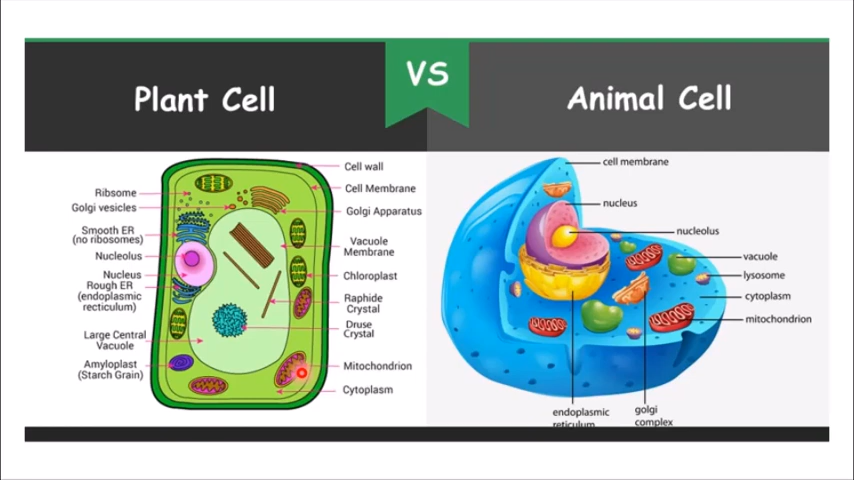 Plant Cell
VS
Animal Cell
Ribsome
Golgi vesicles
Smooth ER
(no ribosomes)
Nucleolus
Nucleus
Rough ER
(endoplasmic
recticulum)
Large Central
Vacuole
Amyloplast
(Starch Grain)
Cell wall
Cell Membrane
Golgi Apparatus
Vacuole
Membrane
Chloroplast
Raphide
Crystal
Druse
Crystal
Mitochondrion
Cytoplasm
cell membrane
nucleus
nucleolus
vacuole
lysosome
cytoplasm
mitochondrion
endoplasmic
reticulum
golgi
complex